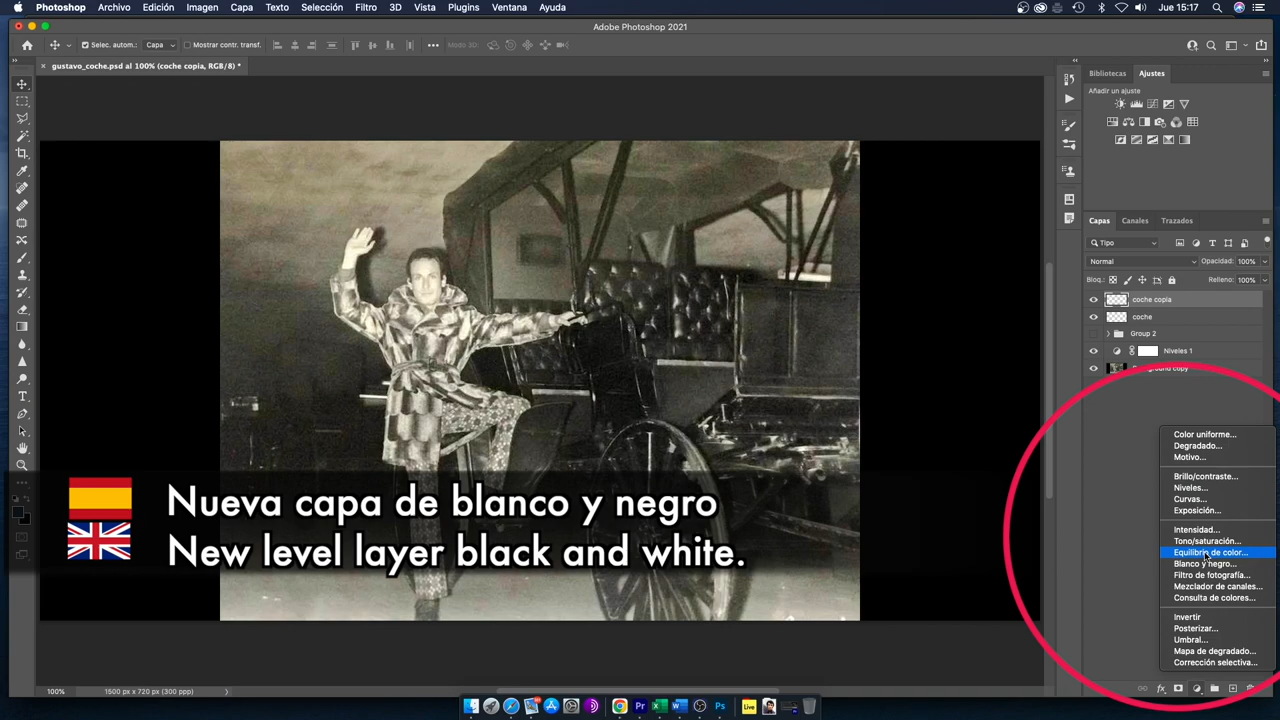 Photoshop Archivo Edición Imagen Capa Texto Selección Filtro 3D Vista Plugins Ventana Ayuda Jue 15:17
Adobe Photoshop 2021
Selec. autom.: Capa Mostrar contr. transf. ••• Modo 3D:
gustavo_coche.psd al 100% (coche copia, RGB/8) *
Bibliotecas Ajustes
Añadir un ajuste
Capas Canales Trazados
Tipo
Normal Opacidad: 100%
Bloq.: Relleno: 100%
coche copia
coche
Group 2
Niveles 1
Background copy
Color uniforme...
Degradado...
Motivo...
Brillo/contraste...
Niveles...
Curvas...
Exposición...
Intensidad...
Tono/saturación...
Equilibrio de color...
Blanco y negro...
Filtro de fotografía...
Mezclador de canales...
Consulta de colores...
Invertir
Posterizar...
Umbral...
Mapa de degradado...
Corrección selectiva...
Nueva capa de blanco y negro
New level layer black and white.
100% 1500 px x 720 px (300 ppp)
Live